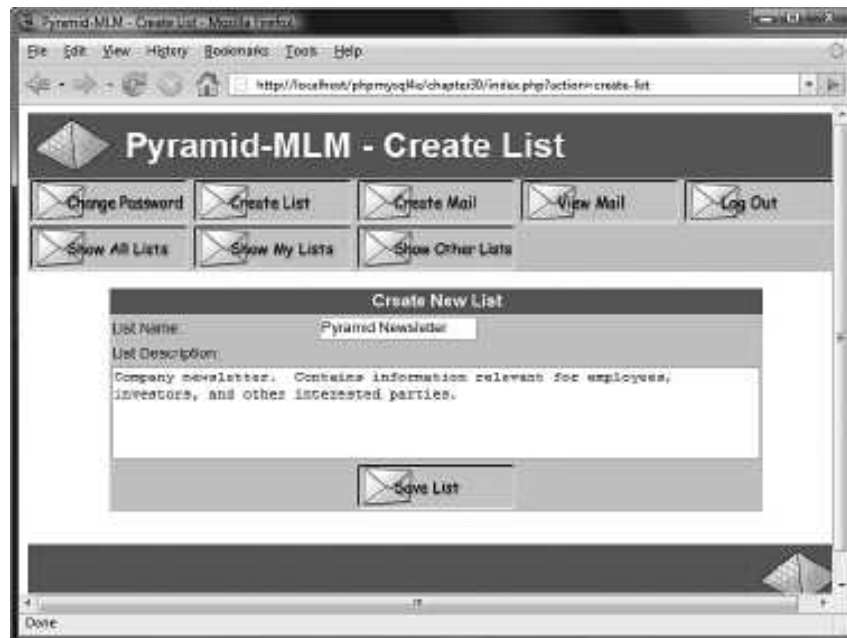 Pyramid-MLM - Create List - Mozilla Firefox
File Edit View History Bookmarks Tools Help
http://localhost/phpmysql4e/chapter30/index.php?action=create-list
Pyramid-MLM - Create List
Change Password Create List Create Mail View Mail Log Out
Show All Lists Show My Lists Show Other Lists
Create New List
List Name: Pyramid Newsletter
List Description:
Company newsletter. Contains information relevant for employees,
investors, and other interested parties.
Save List
Done